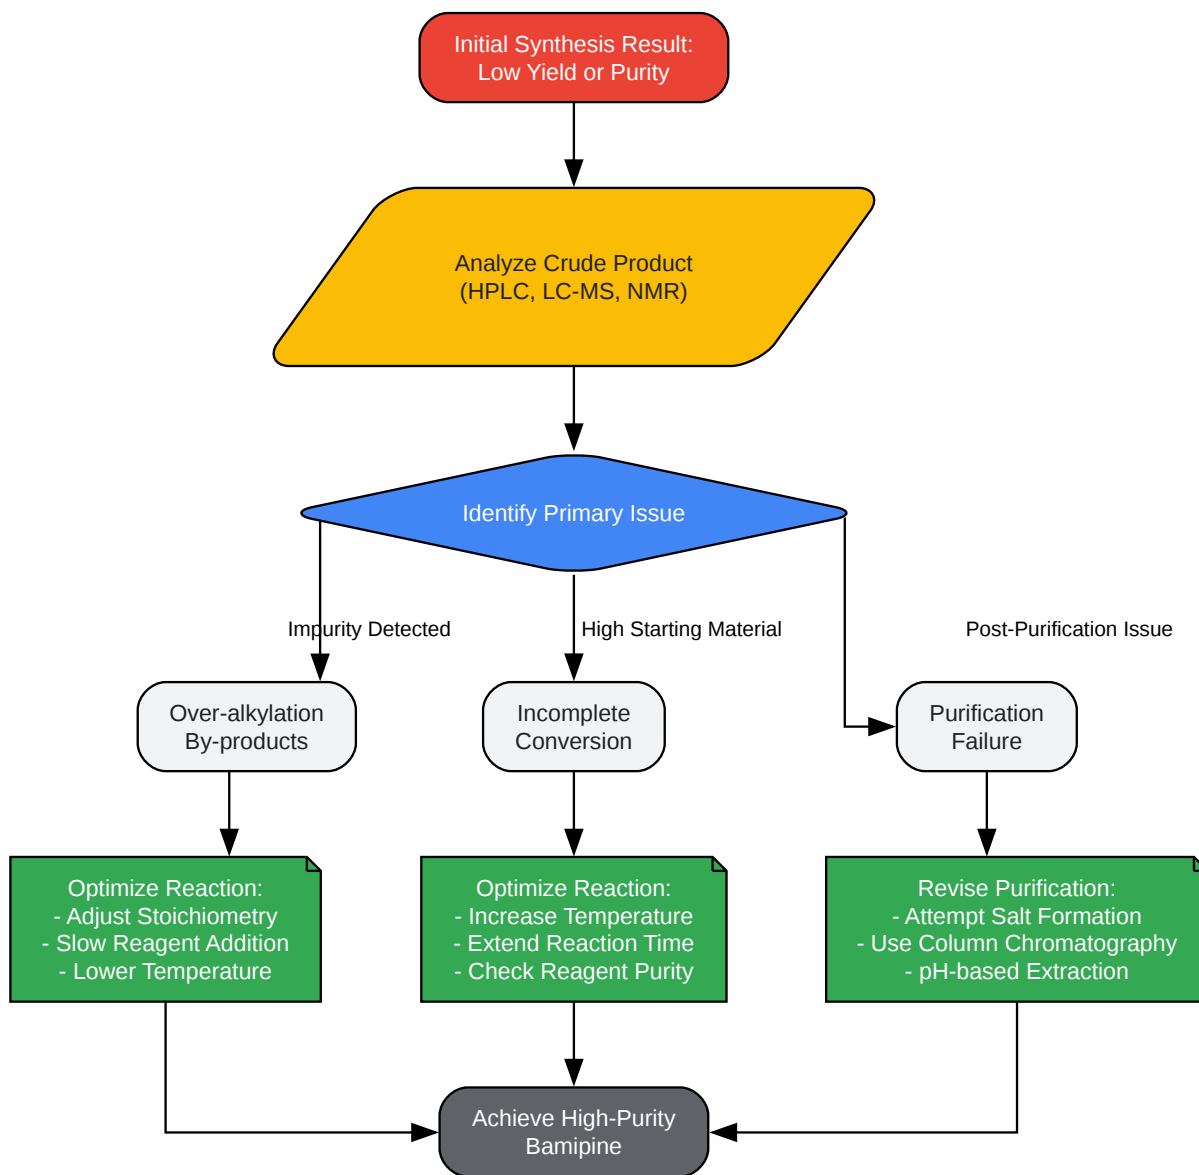 Initial Synthesis Result:
Low Yield or Purity
Analyze Crude Product
(HPLC, LC-MS, NMR)
Identify Primary Issue
Impurity Detected
High Starting Material
Post-Purification Issue
Over-alkylation
By-products
Incomplete
Conversion
Purification
Failure
Optimize Reaction:
- Adjust Stoichiometry
- Slow Reagent Addition
- Lower Temperature
Optimize Reaction:
- Increase Temperature
- Extend Reaction Time
- Check Reagent Purity
Revise Purification:
- Attempt Salt Formation
- Use Column Chromatography
- pH-based Extraction
Achieve High-Purity
Bamipine